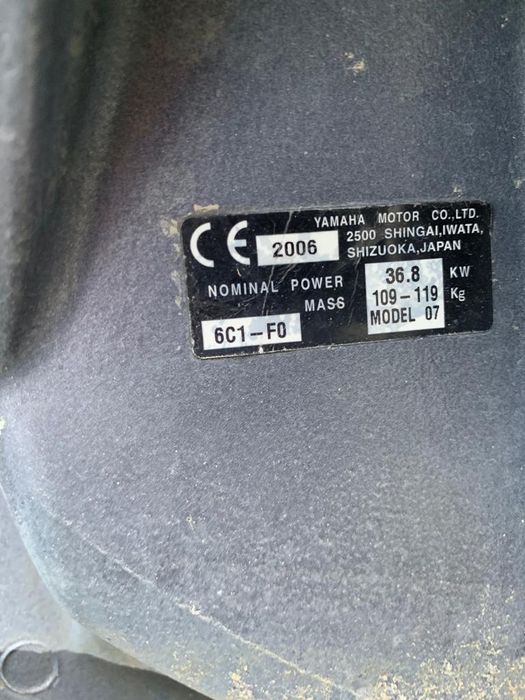 YAMAHA MOTOR CO.,LTD.
CE 2006 2500 SHINGAI,IWATA,
SHIZUOKA,JAPAN
NOMINAL POWER 36.8 KW
MASS 109-119 Kg
6C1-F0 MODEL 07